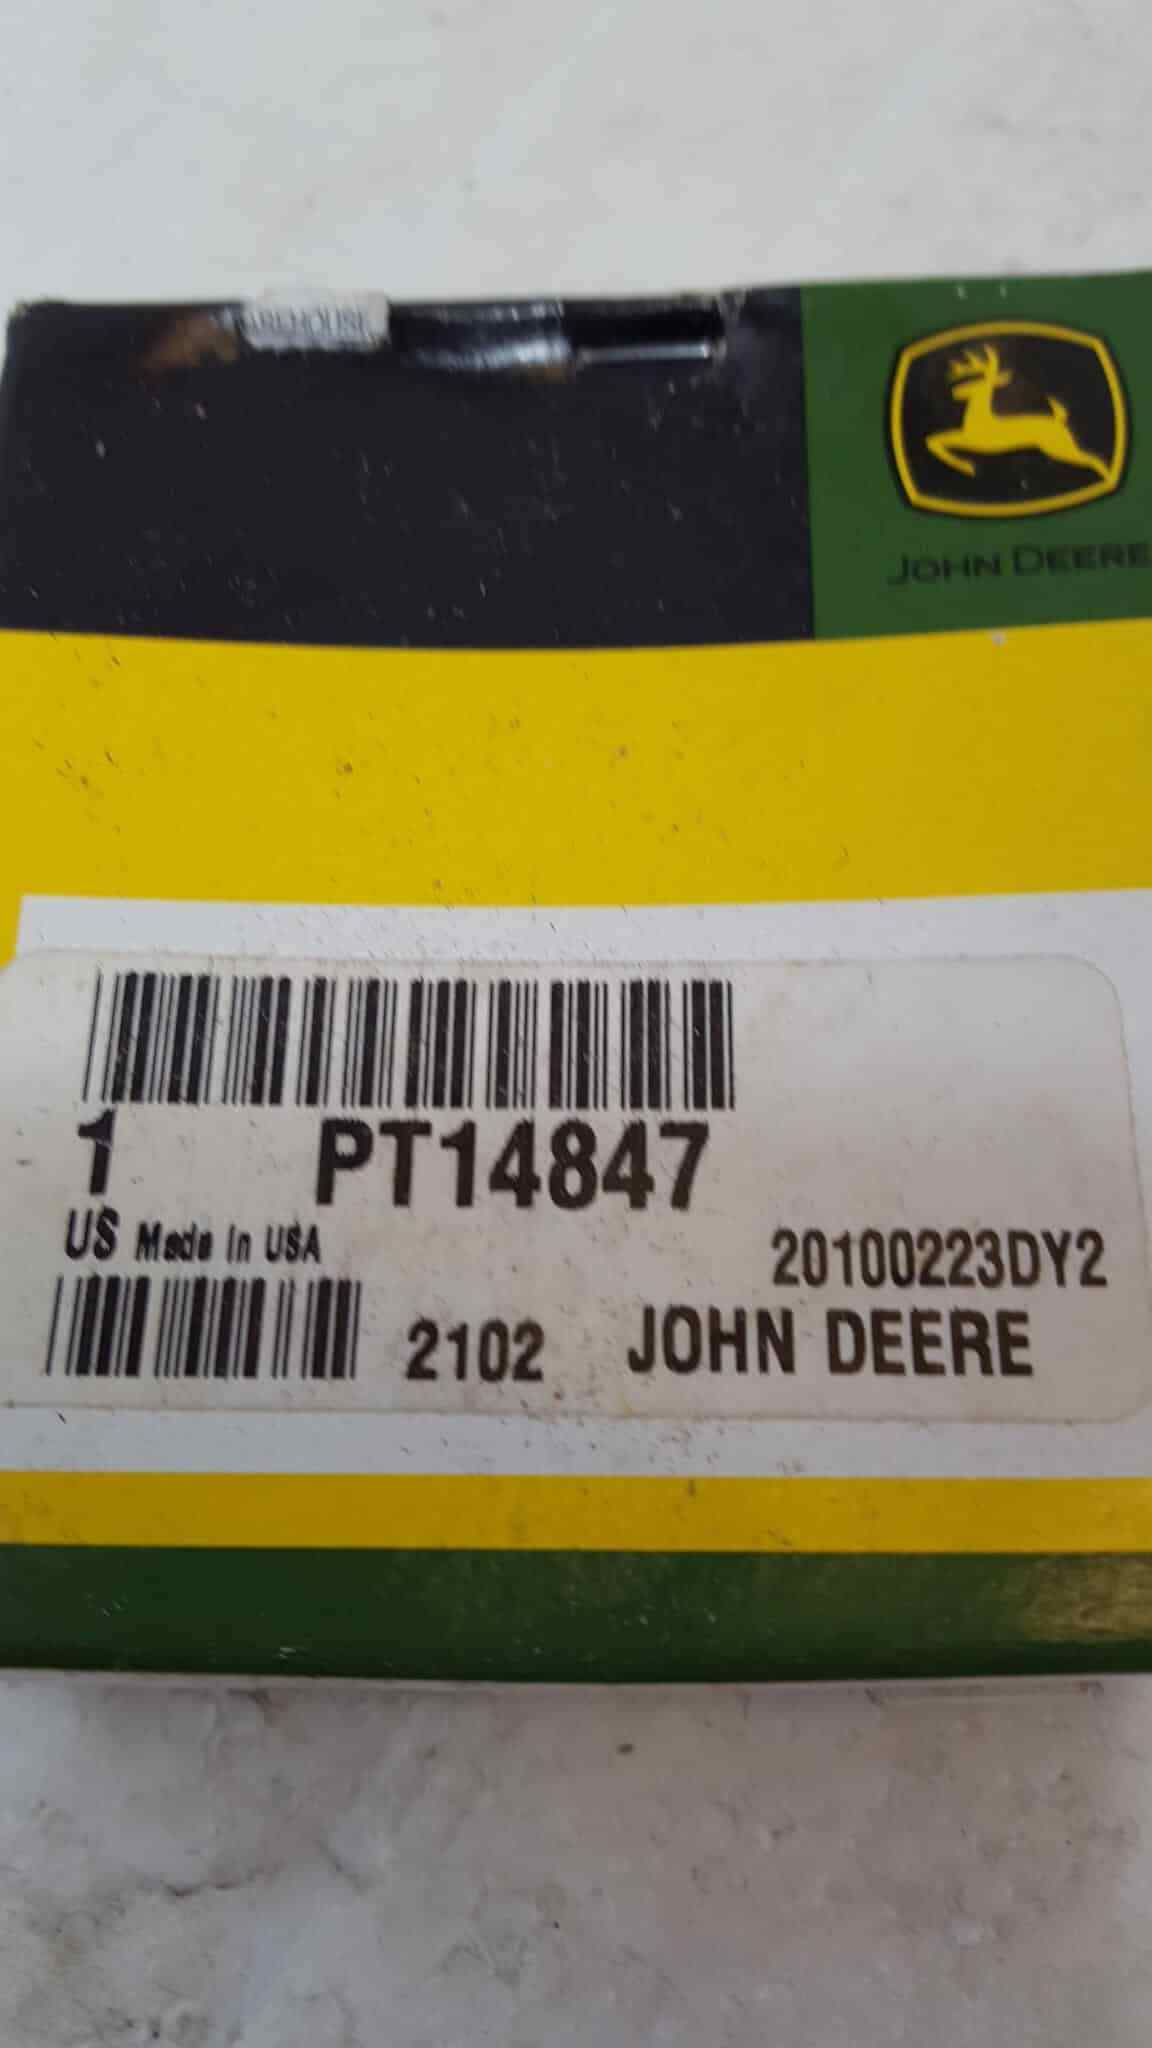 JOHN DEERE
1 PT14847
US Made in USA
20100223DY2
2102 JOHN DEERE